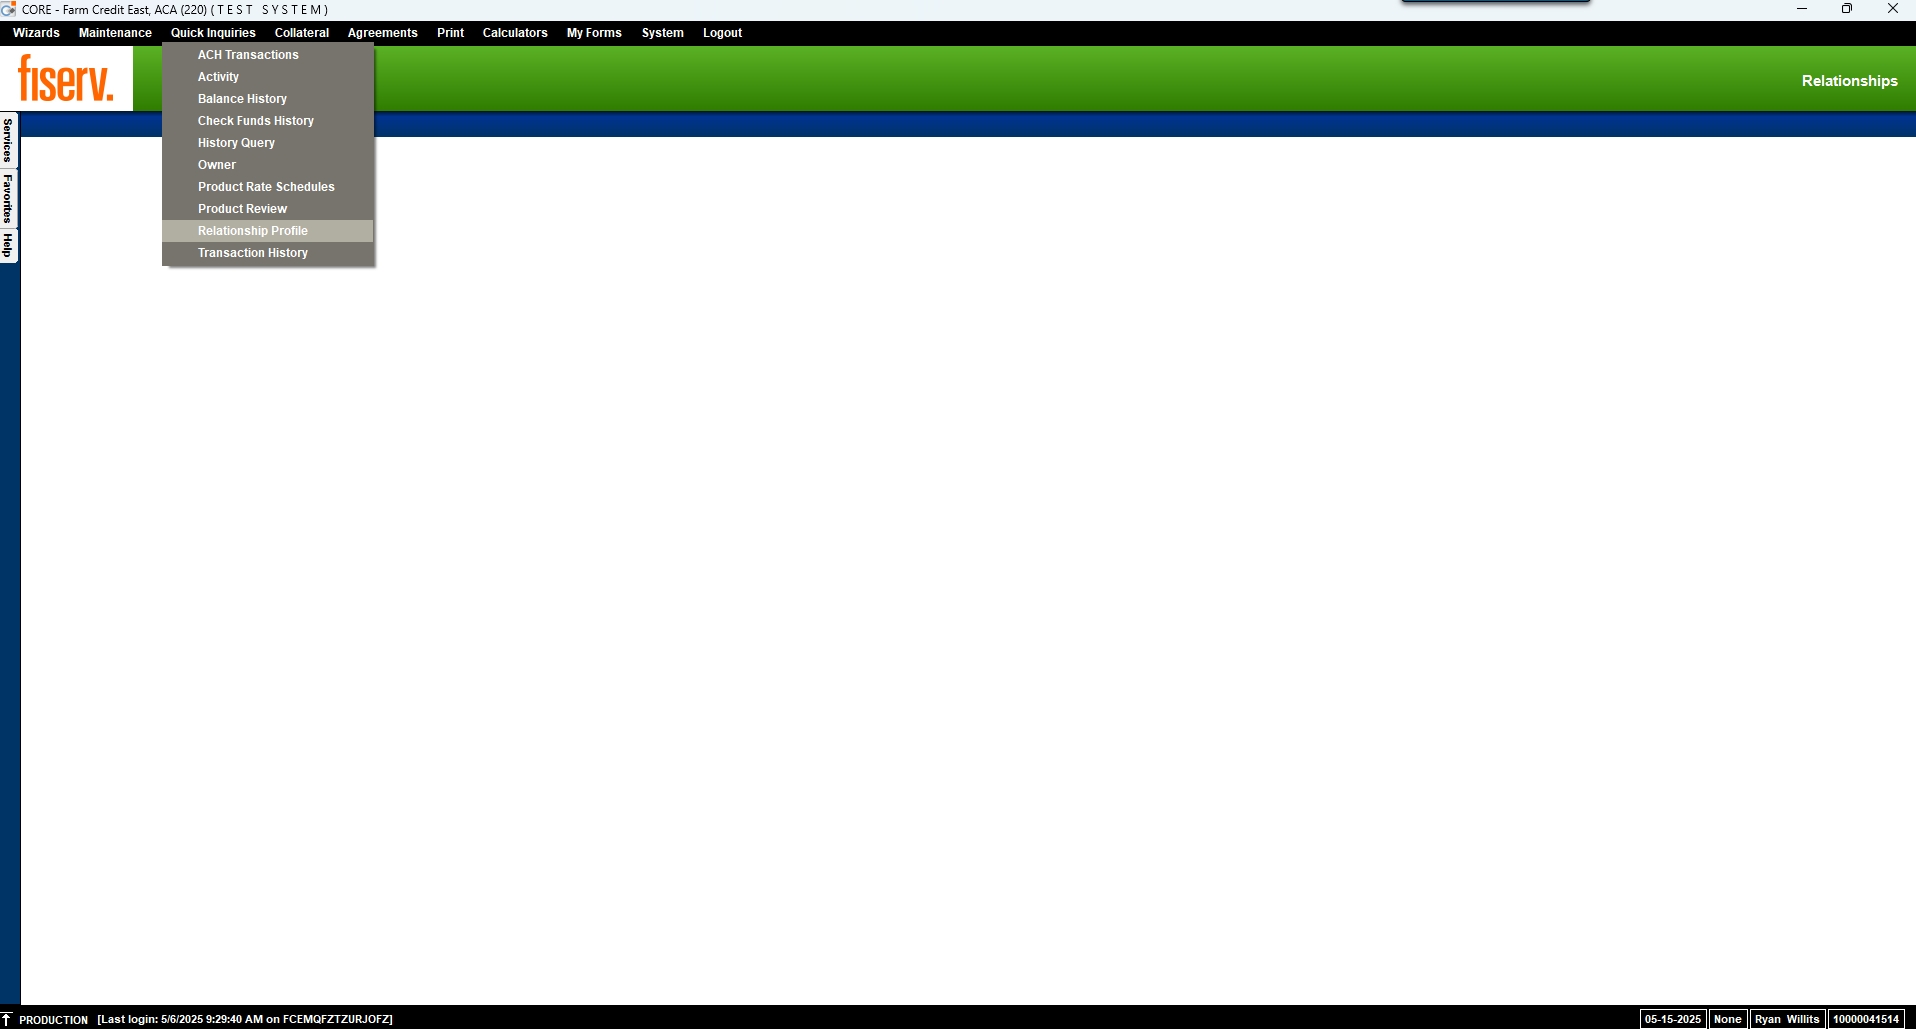 CORE - Farm Credit East, ACA (220) ( T E S T   S Y S T E M )
Wizards Maintenance Quick Inquiries Collateral Agreements Print Calculators My Forms System Logout
fiserv.
Relationships
ACH Transactions
Activity
Balance History
Check Funds History
History Query
Owner
Product Rate Schedules
Product Review
Relationship Profile
Transaction History
Services
Favorites
Help
PRODUCTION [Last login: 5/6/2025 9:29:40 AM on FCEMQFZTZURJOFZ] 05-15-2025 None Ryan Willits 10000041514